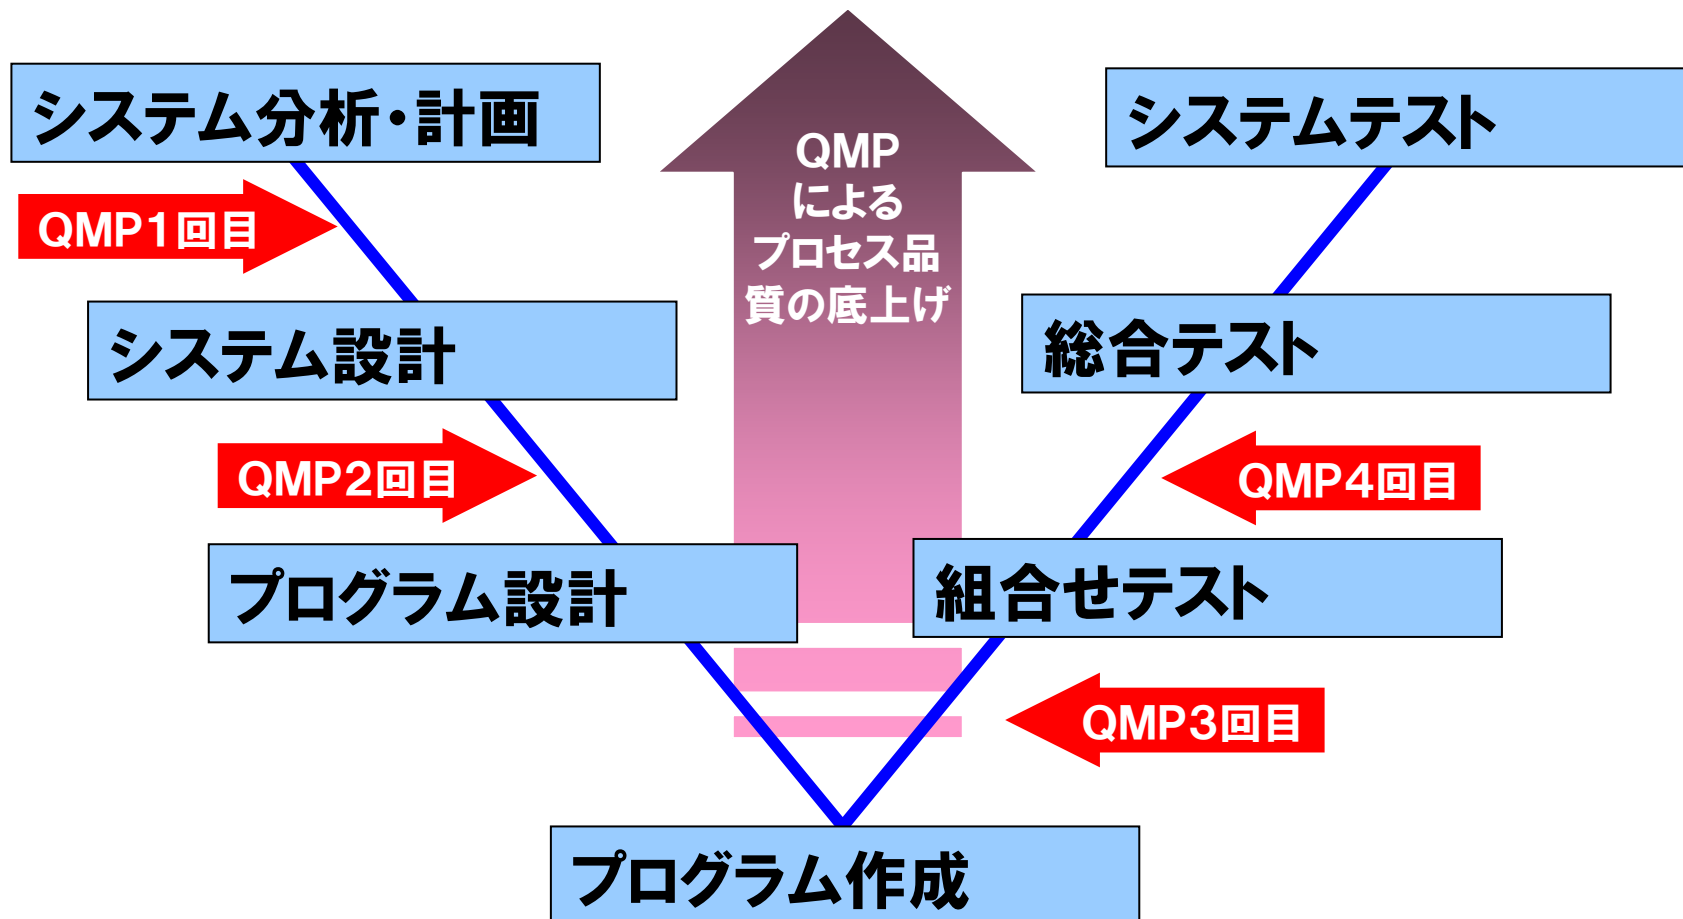 システム分析・計画
システムテスト
QMP
による
プロセス品
質の底上げ
QMP1回目
システム設計
総合テスト
QMP2回目
QMP4回目
プログラム設計
組合せテスト
QMP3回目
プログラム作成